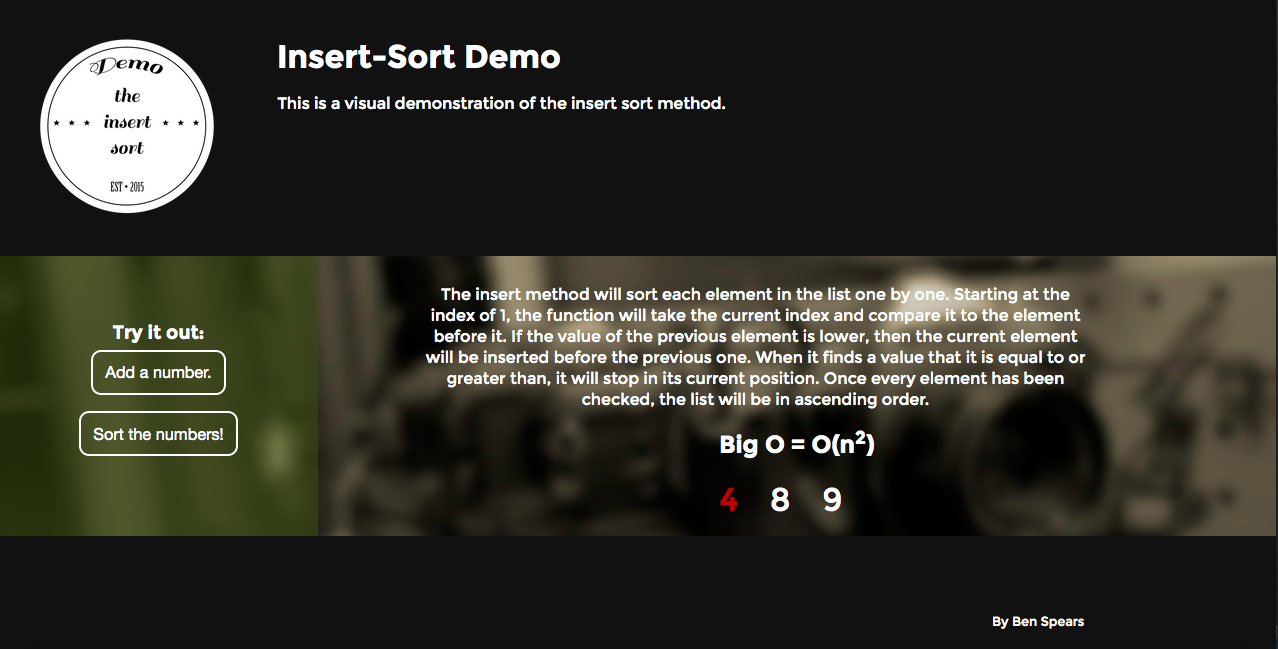 Demo
the
★ ★ ★ insert ★ ★ ★
sort
EST • 2015
Insert-Sort Demo
This is a visual demonstration of the insert sort method.
Try it out:
Add a number.
Sort the numbers!
The insert method will sort each element in the list one by one. Starting at the
index of 1, the function will take the current index and compare it to the element
before it. If the value of the previous element is lower, then the current element
will be inserted before the previous one. When it finds a value that it is equal to or
greater than, it will stop in its current position. Once every element has been
checked, the list will be in ascending order.
Big O = O(n²)
4 8 9
By Ben Spears